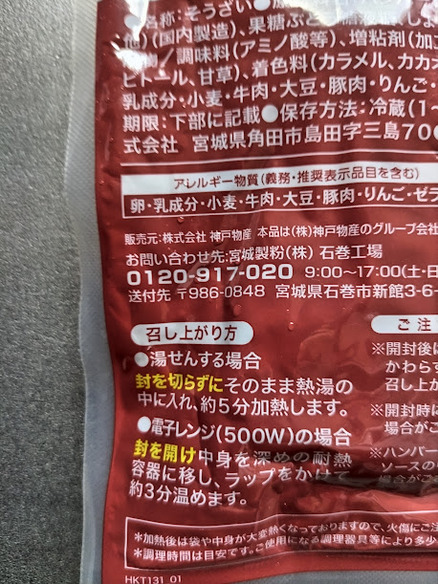 ●名称:そうざい●
(国内製造)、果糖ぶどう
/調味料(アミノ酸等)、増粘剤(加
ビトール、甘草)、着色料(カラメル、カカオ
乳成分・小麦・牛肉・大豆・豚肉・りんご・
期限:下部に記載●保存方法:冷蔵(1~
式会社 宮城県角田市島田字三島700
アレルギー物質(義務・推奨表示品目を含む)
卵・乳成分・小麦・牛肉・大豆・豚肉・りんご・ゼラ
販売元:株式会社 神戸物産 本品は(株)神戸物産のグループ会社
お問い合わせ先:宮城製粉(株) 石巻工場
0120-917-020 9:00~17:00(土・日
送付先 〒986-0848 宮城県石巻市新館3-6-
召し上がり方
●湯せんする場合
封を切らずにそのまま熱湯の
中に入れ、約5分加熱します。
●電子レンジ(500W)の場合
封を開け中身を深めの耐熱
容器に移し、ラップをかけて
約3分温めます。
ご注
※開封後は
かわらず
召し上が
※開封時に
場合がご
※ハンバー
ソースの
場合がご
*加熱後は袋や中身が大変熱くなっておりますので、火傷にご注
*調理時間は目安です。ご使用になる調理器具等により多少
HKT131_01